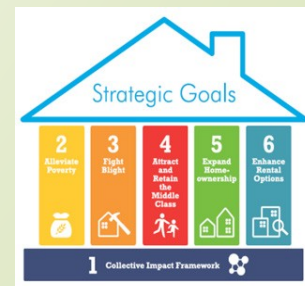 Strategic Goals
2
Alleviate
Poverty
3
Fight
Blight
4
Attract
and
Retain
the
Middle
Class
5
Expand
Home-
ownership
6
Enhance
Rental
Options
1 Collective Impact Framework